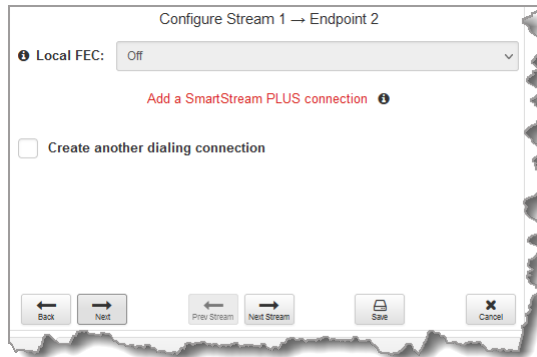 Configure Stream 1 → Endpoint 2
Local FEC: Off
Add a SmartStream PLUS connection
Create another dialing connection
Back Next Prev Stream Next Stream Save Cancel